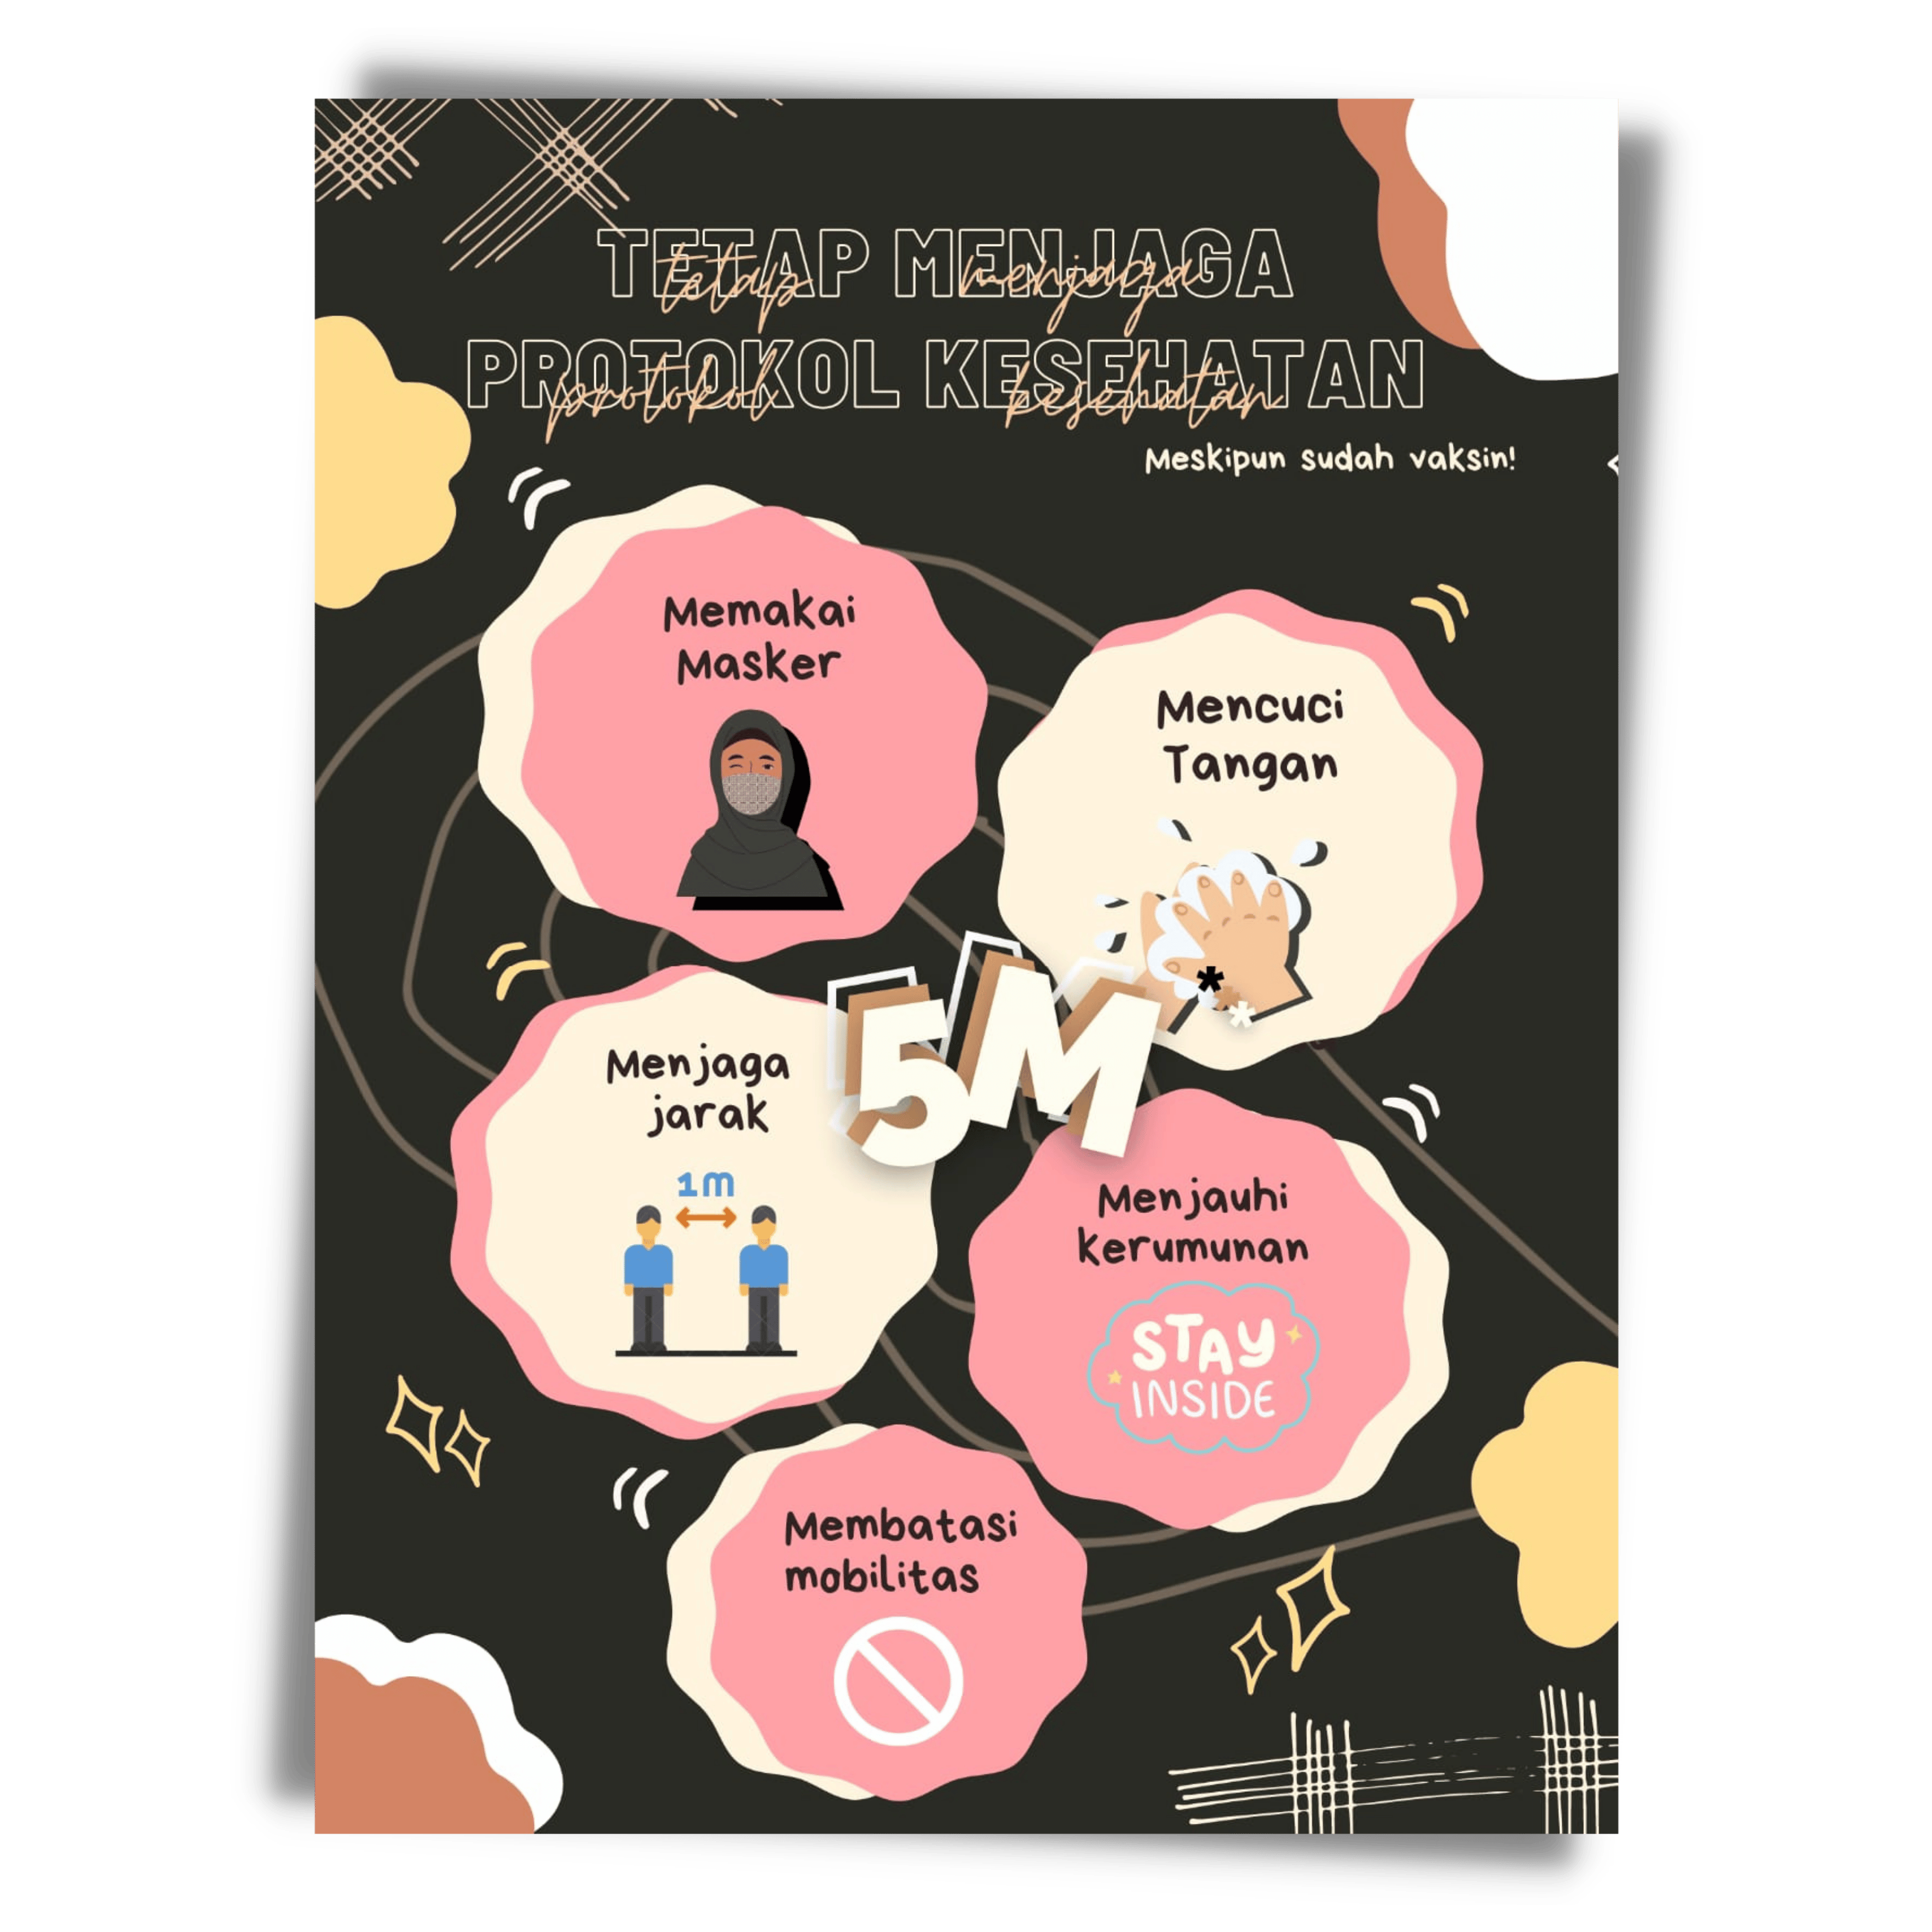 TETAP MENJAGA
tetap menjaga
PROTOKOL KESEHATAN
protokol kesehatan
Meskipun sudah vaksin!
Memakai
Masker
Mencuci
Tangan
5M
Menjaga
jarak
1M
Menjauhi
kerumunan
STAY
INSIDE
Membatasi
mobilitas